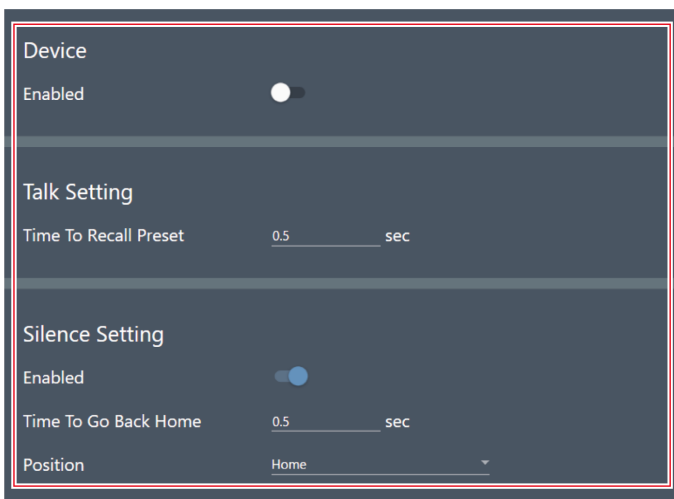 Device
Enabled
Talk Setting
Time To Recall Preset 0.5 sec
Silence Setting
Enabled
Time To Go Back Home 0.5 sec
Position Home